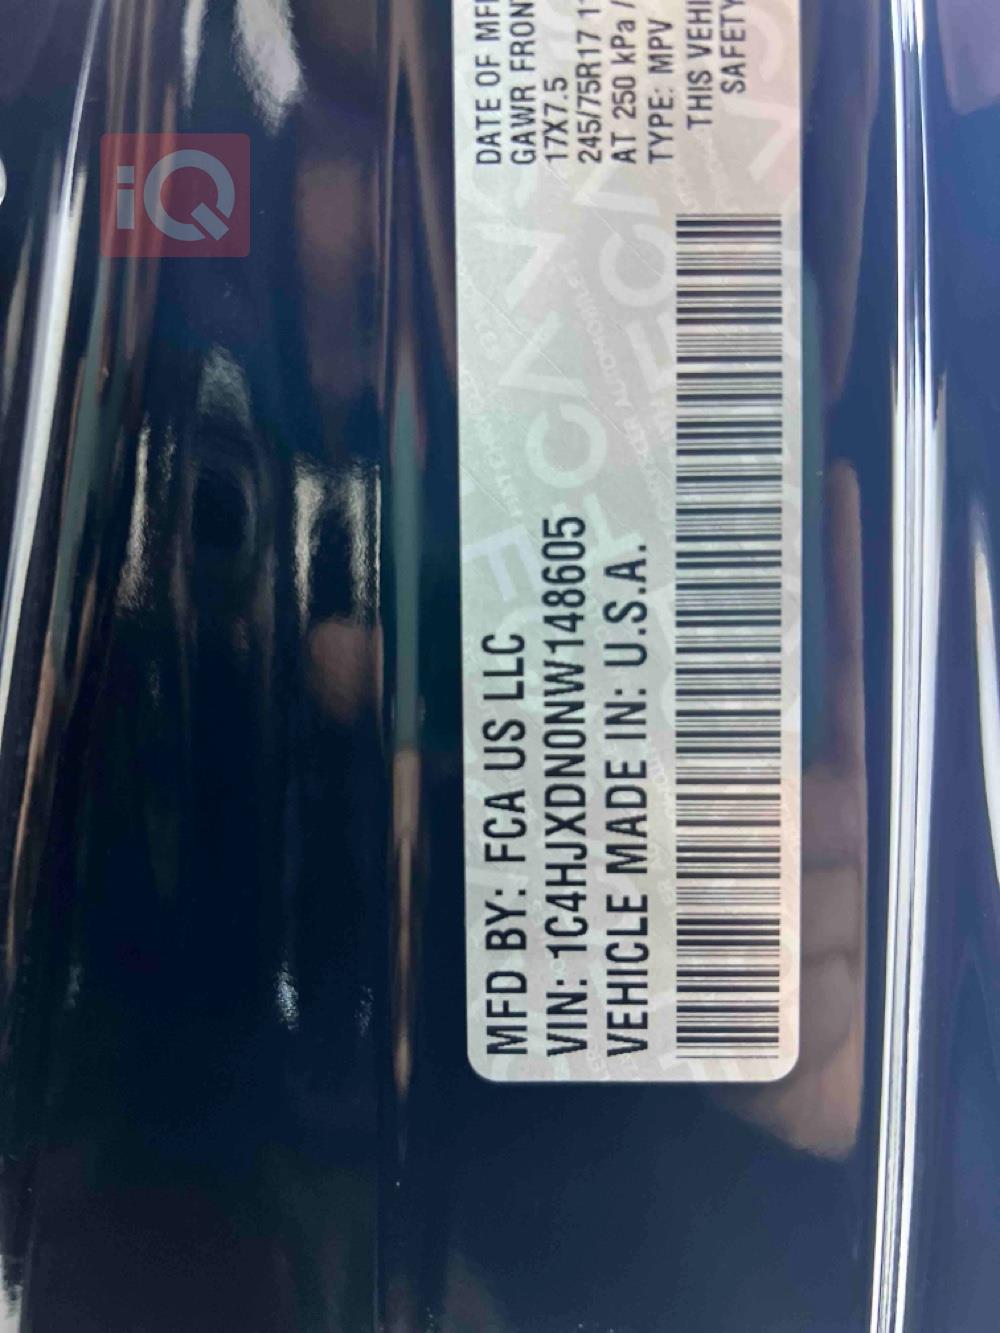 iQ
MFD BY: FCA US LLC
VIN: 1C4HJXDN0NW148605
VEHICLE MADE IN: U.S.A.
DATE OF MF
GAWR FRON
17X7.5
245/75R17 1
AT 250 kPa /
TYPE: MPV
THIS VEHI
SAFETY